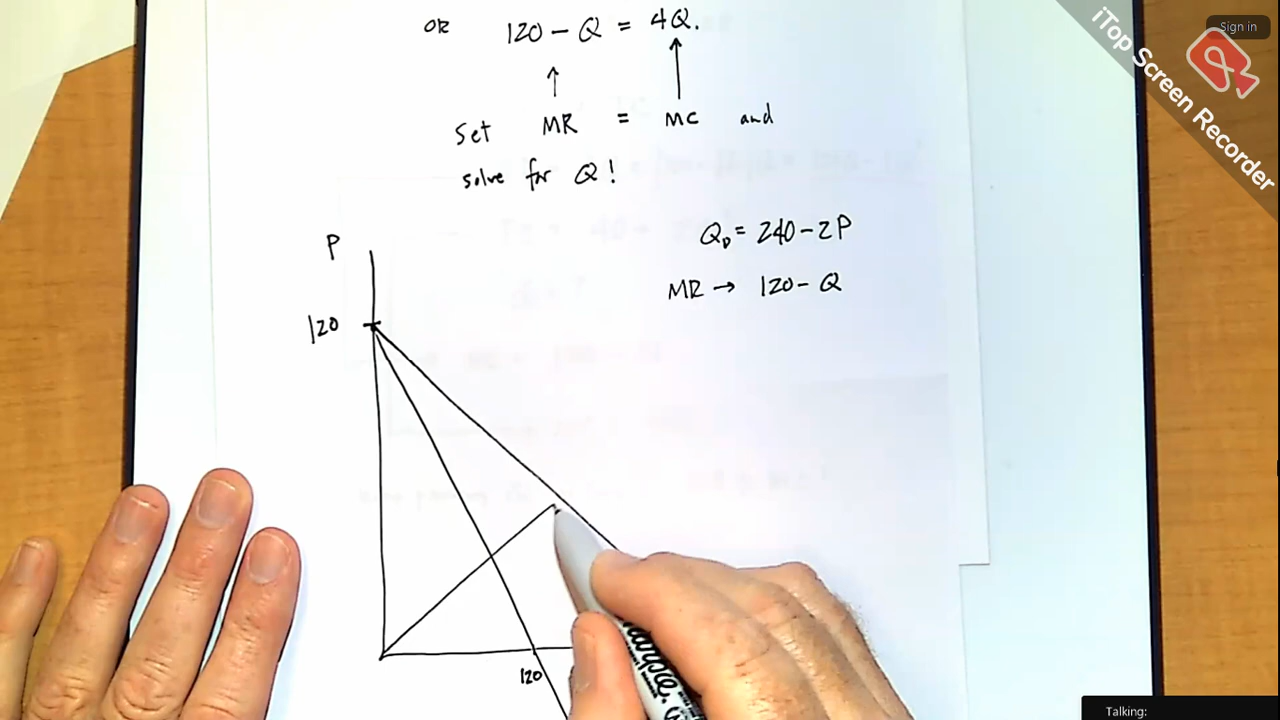 OR 120 - Q = 4Q.
↑ ↑
Set MR = MC and
solve for Q!
P
Q_D = 240 - 2P
MR → 120 - Q
120
120
Sign in
iTop Screen Recorder
Talking: